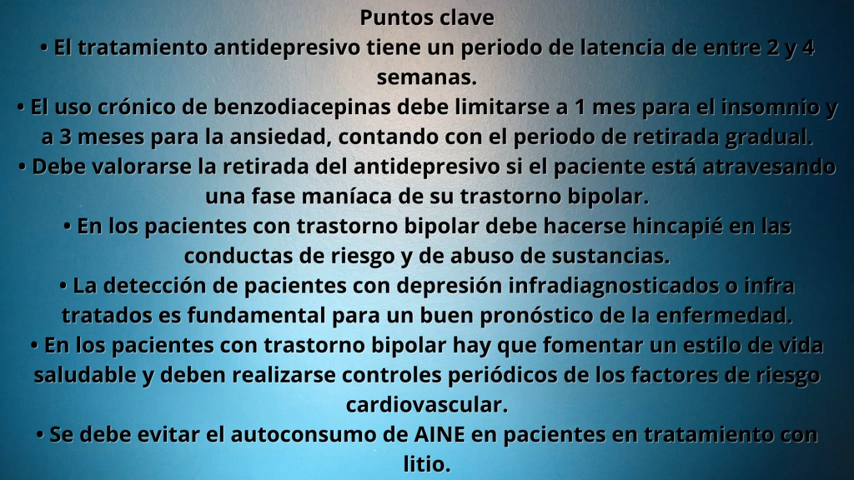 Puntos clave
• El tratamiento antidepresivo tiene un periodo de latencia de entre 2 y 4
semanas.
• El uso crónico de benzodiacepinas debe limitarse a 1 mes para el insomnio y
a 3 meses para la ansiedad, contando con el periodo de retirada gradual.
• Debe valorarse la retirada del antidepresivo si el paciente está atravesando
una fase maníaca de su trastorno bipolar.
• En los pacientes con trastorno bipolar debe hacerse hincapié en las
conductas de riesgo y de abuso de sustancias.
• La detección de pacientes con depresión infradiagnosticados o infra
tratados es fundamental para un buen pronóstico de la enfermedad.
• En los pacientes con trastorno bipolar hay que fomentar un estilo de vida
saludable y deben realizarse controles periódicos de los factores de riesgo
cardiovascular.
• Se debe evitar el autoconsumo de AINE en pacientes en tratamiento con
litio.